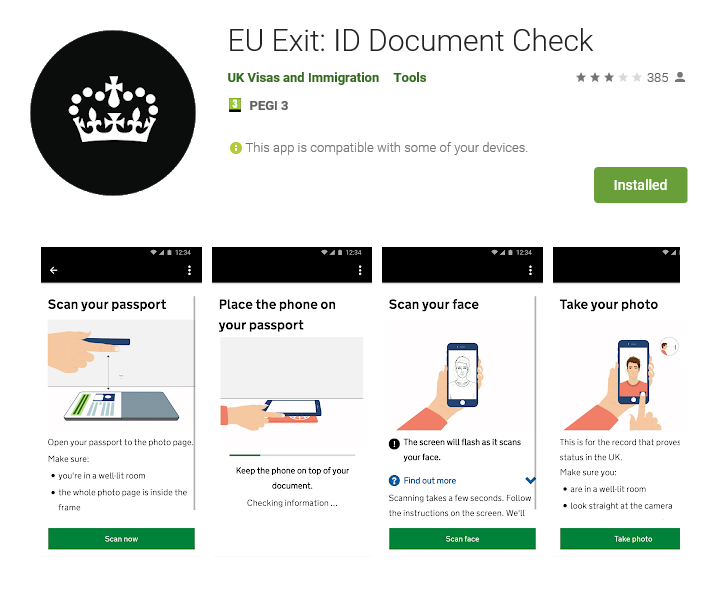 EU Exit: ID Document Check
UK Visas and Immigration Tools
385
3 PEGI 3
This app is compatible with some of your devices.
Installed
12:34
Scan your passport
Open your passport to the photo page.
Make sure:
• you're in a well-lit room
• the whole photo page is inside the
frame
Scan now
12:34
Place the phone on
your passport
Keep the phone on top of your
document.
Checking information ...
12:34
Scan your face
! The screen will flash as it scans
your face.
? Find out more
Scanning takes a few seconds. Follow
the instructions on the screen. We'll
Scan face
12:34
Take your photo
This is for the record that proves
status in the UK.
Make sure you:
• are in a well-lit room
• look straight at the camera
Take photo